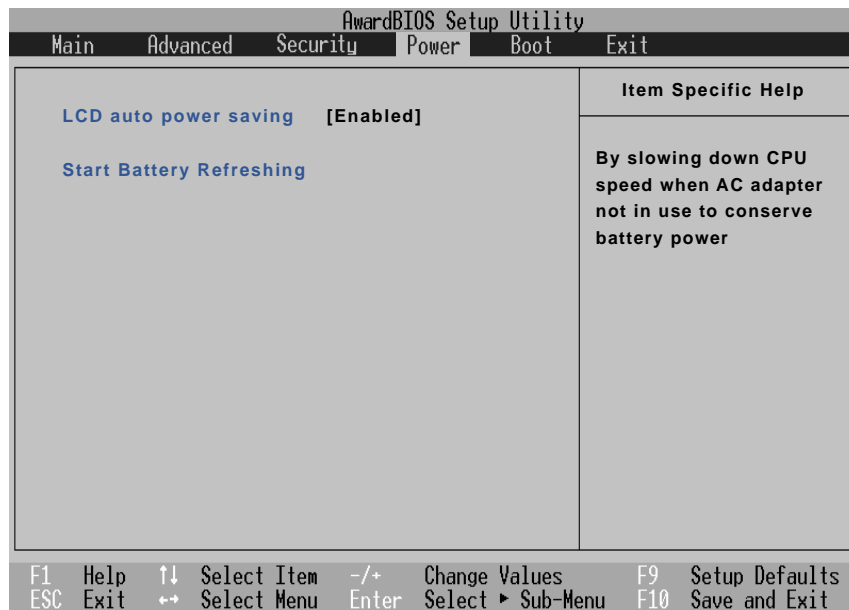 AwardBIOS Setup Utility
Main Advanced Security Power Boot Exit
LCD auto power saving [Enabled]
Start Battery Refreshing
Item Specific Help
By slowing down CPU
speed when AC adapter
not in use to conserve
battery power
F1 Help ↑↓ Select Item -/+ Change Values F9 Setup Defaults
ESC Exit ←→ Select Menu Enter Select ▶ Sub-Menu F10 Save and Exit